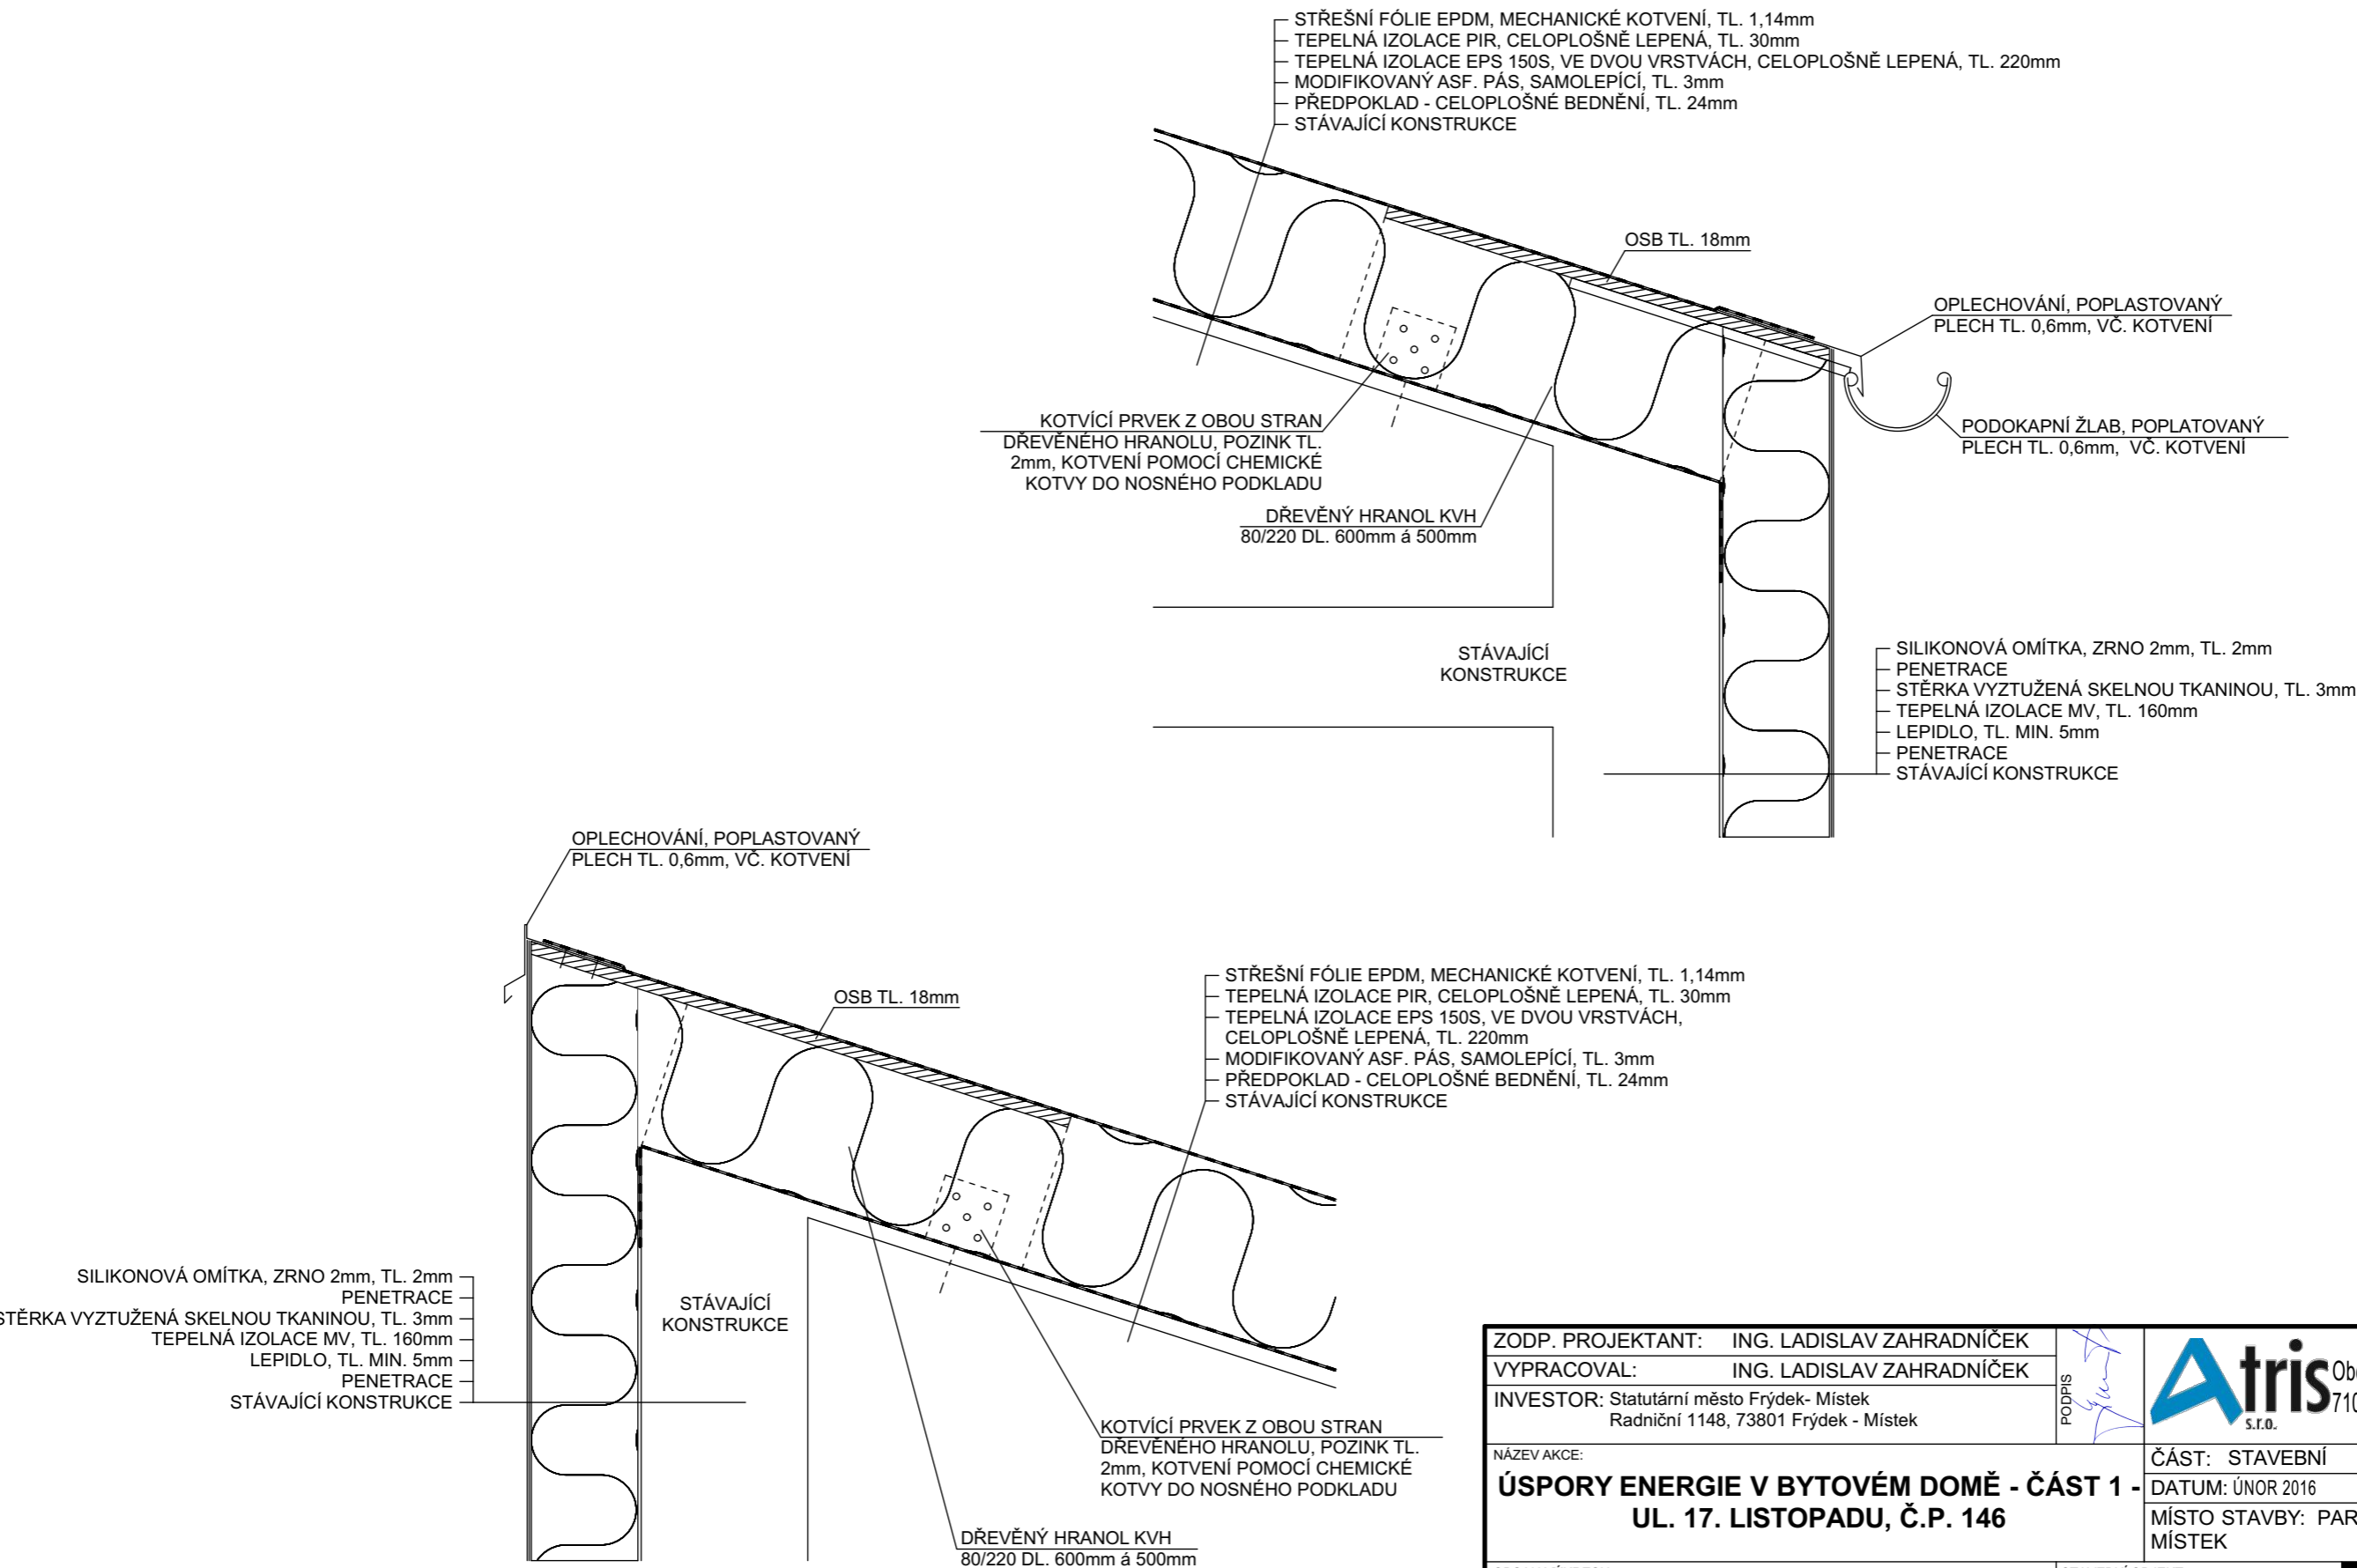 STŘEŠNÍ FÓLIE EPDM, MECHANICKÉ KOTVENÍ, TL. 1,14mm
TEPELNÁ IZOLACE PIR, CELOPLOŠNĚ LEPENÁ, TL. 30mm
TEPELNÁ IZOLACE EPS 150S, VE DVOU VRSTVÁCH, CELOPLOŠNĚ LEPENÁ, TL. 220mm
MODIFIKOVANÝ ASF. PÁS, SAMOLEPÍCÍ, TL. 3mm
PŘEDPOKLAD - CELOPLOŠNÉ BEDNĚNÍ, TL. 24mm
STÁVAJÍCÍ KONSTRUKCE
OSB TL. 18mm
OPLECHOVÁNÍ, POPLASTOVANÝ
PLECH TL. 0,6mm, VČ. KOTVENÍ
PODOKAPNÍ ŽLAB, POPLATOVANÝ
PLECH TL. 0,6mm, VČ. KOTVENÍ
KOTVÍCÍ PRVEK Z OBOU STRAN
DŘEVĚNÉHO HRANOLU, POZINK TL.
2mm, KOTVENÍ POMOCÍ CHEMICKÉ
KOTVY DO NOSNÉHO PODKLADU
DŘEVĚNÝ HRANOL KVH
80/220 DL. 600mm á 500mm
STÁVAJÍCÍ
KONSTRUKCE
SILIKONOVÁ OMÍTKA, ZRNO 2mm, TL. 2mm
PENETRACE
STĚRKA VYZTUŽENÁ SKELNOU TKANINOU, TL. 3mm
TEPELNÁ IZOLACE MV, TL. 160mm
LEPIDLO, TL. MIN. 5mm
PENETRACE
STÁVAJÍCÍ KONSTRUKCE
OPLECHOVÁNÍ, POPLASTOVANÝ
PLECH TL. 0,6mm, VČ. KOTVENÍ
OSB TL. 18mm
STŘEŠNÍ FÓLIE EPDM, MECHANICKÉ KOTVENÍ, TL. 1,14mm
TEPELNÁ IZOLACE PIR, CELOPLOŠNĚ LEPENÁ, TL. 30mm
TEPELNÁ IZOLACE EPS 150S, VE DVOU VRSTVÁCH,
CELOPLOŠNĚ LEPENÁ, TL. 220mm
MODIFIKOVANÝ ASF. PÁS, SAMOLEPÍCÍ, TL. 3mm
PŘEDPOKLAD - CELOPLOŠNÉ BEDNĚNÍ, TL. 24mm
STÁVAJÍCÍ KONSTRUKCE
SILIKONOVÁ OMÍTKA, ZRNO 2mm, TL. 2mm
PENETRACE
STĚRKA VYZTUŽENÁ SKELNOU TKANINOU, TL. 3mm
TEPELNÁ IZOLACE MV, TL. 160mm
LEPIDLO, TL. MIN. 5mm
PENETRACE
STÁVAJÍCÍ KONSTRUKCE
STÁVAJÍCÍ
KONSTRUKCE
KOTVÍCÍ PRVEK Z OBOU STRAN
DŘEVĚNÉHO HRANOLU, POZINK TL.
2mm, KOTVENÍ POMOCÍ CHEMICKÉ
KOTVY DO NOSNÉHO PODKLADU
DŘEVĚNÝ HRANOL KVH
80/220 DL. 600mm á 500mm
ZODP. PROJEKTANT: ING. LADISLAV ZAHRADNÍČEK
VYPRACOVAL: ING. LADISLAV ZAHRADNÍČEK
INVESTOR: Statutární město Frýdek- Místek
Radniční 1148, 73801 Frýdek - Místek
PODPIS
Atris
s.r.o.
710
NÁZEV AKCE:
ÚSPORY ENERGIE V BYTOVÉM DOMĚ - ČÁST 1 -
UL. 17. LISTOPADU, Č.P. 146
ČÁST: STAVEBNÍ
DATUM: ÚNOR 2016
MÍSTO STAVBY: PAR
MÍSTEK